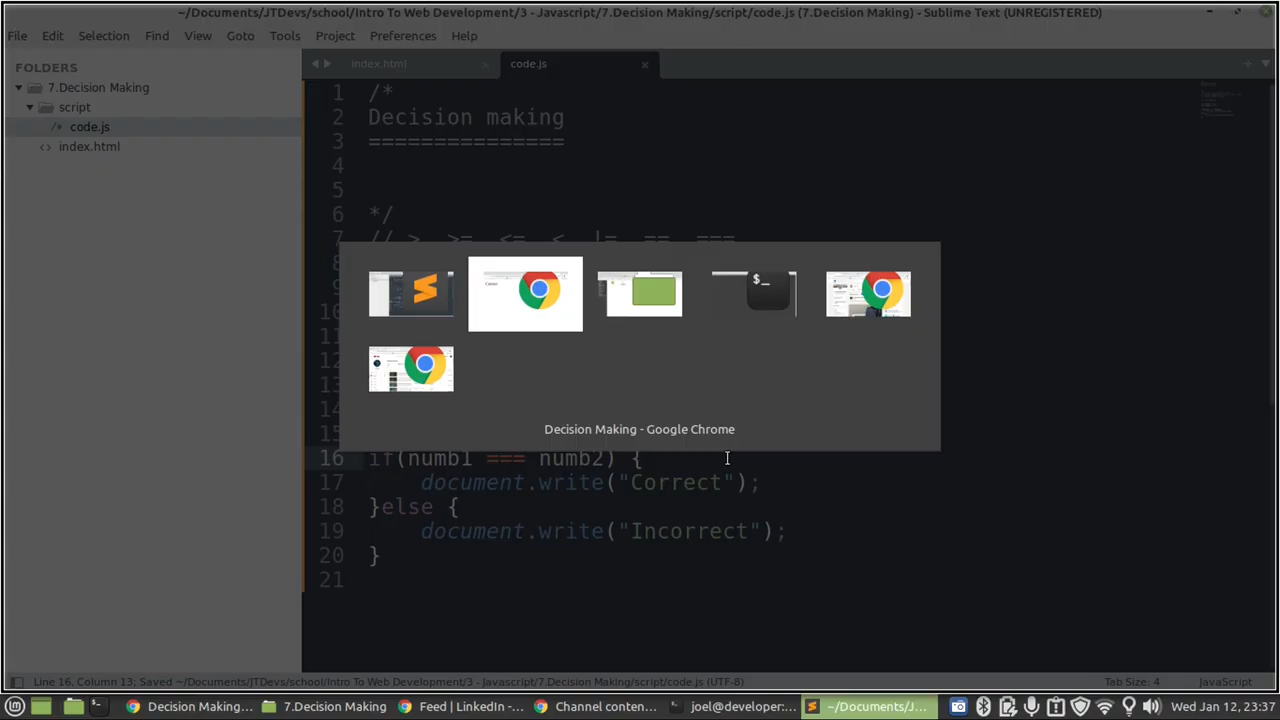 ~/Documents/JTDevs/school/Intro To Web Development/3 - Javascript/7.Decision Making/script/code.js (7.Decision Making) - Sublime Text (UNREGISTERED)
File Edit Selection Find View Goto Tools Project Preferences Help
FOLDERS
7.Decision Making
script
/* code.js
<> index.html
index.html
code.js
1 /*
2 Decision making
3 ===============
4
5
6 */
7 // > >= <= < != == ===
Decision Making - Google Chrome
16 if(numb1 === numb2) {
17 document.write("Correct");
18 }else {
19 document.write("Incorrect");
20 }
21
Line 16, Column 13; Saved ~/Documents/JTDevs/school/Intro To Web Development/3 - Javascript/7.Decision Making/script/code.js (UTF-8)
Tab Size: 4
JavaScript
Decision Making...
7.Decision Making
Feed | LinkedIn -...
Channel conten...
joel@developer:...
~/Documents/J...
Wed Jan 12, 23:37